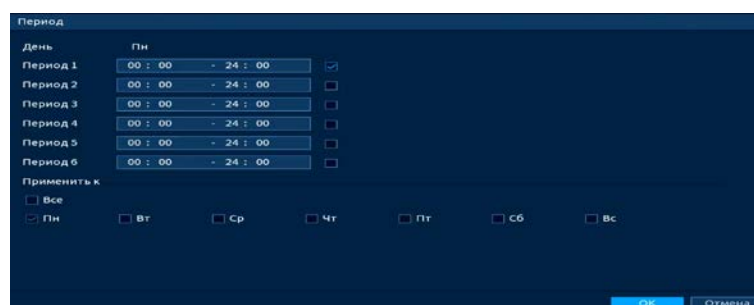 Период
День Пн
Период 1 00 : 00 - 24 : 00
Период 2 00 : 00 - 24 : 00
Период 3 00 : 00 - 24 : 00
Период 4 00 : 00 - 24 : 00
Период 5 00 : 00 - 24 : 00
Период 6 00 : 00 - 24 : 00
Применить к
Все
Пн Вт Ср Чт Пт Сб Вс
ОК Отмена